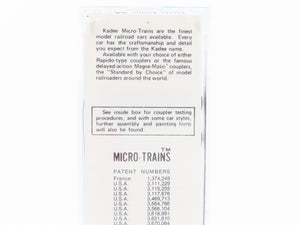 Kadee Micro-Trains are the finest
model railroad cars available. Every
car has the craftsmanship and detail
you expect from the Kadee name.
Available with your choice of either
Rapido-type couplers or the famous
delayed-action Magne-Matic® couplers,
the "Standard by Choice" of model
railroaders around the world.
See inside box for coupler testing
procedures, and with some car styles,
further assembly and painting hints
will also be found.
MICRO-TRAINS™
PATENT NUMBERS
France 1,374,249
U.S.A. 3,111,229
U.S.A. 3,115,255
U.S.A. 3,117,676
U.S.A. 3,469,713
U.S.A. 3,564,786
U.S.A. 3,566,104
U.S.A. 3,618,991
U.S.A. 3,621,810
U.S.A. 3,670,064